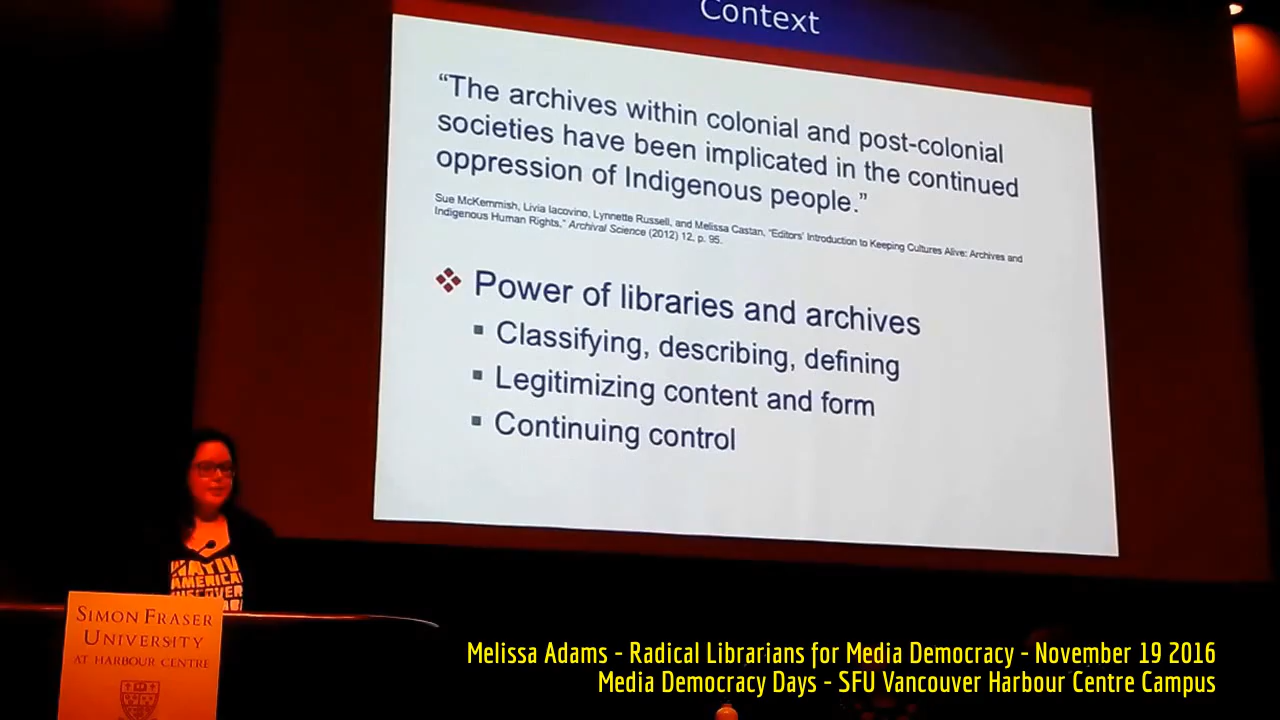 Context
“The archives within colonial and post-colonial
societies have been implicated in the continued
oppression of Indigenous people.”
Sue McKemmish, Livia Iacovino, Lynnette Russell, and Melissa Castan, “Editors’ Introduction to Keeping Cultures Alive: Archives and
Indigenous Human Rights,” Archival Science (2012) 12, p. 95.
Power of libraries and archives
Classifying, describing, defining
Legitimizing content and form
Continuing control
NATIV
AMERICA
SIMON FRASER
UNIVERSITY
AT HARBOUR CENTRE
Melissa Adams - Radical Librarians for Media Democracy - November 19 2016
Media Democracy Days - SFU Vancouver Harbour Centre Campus